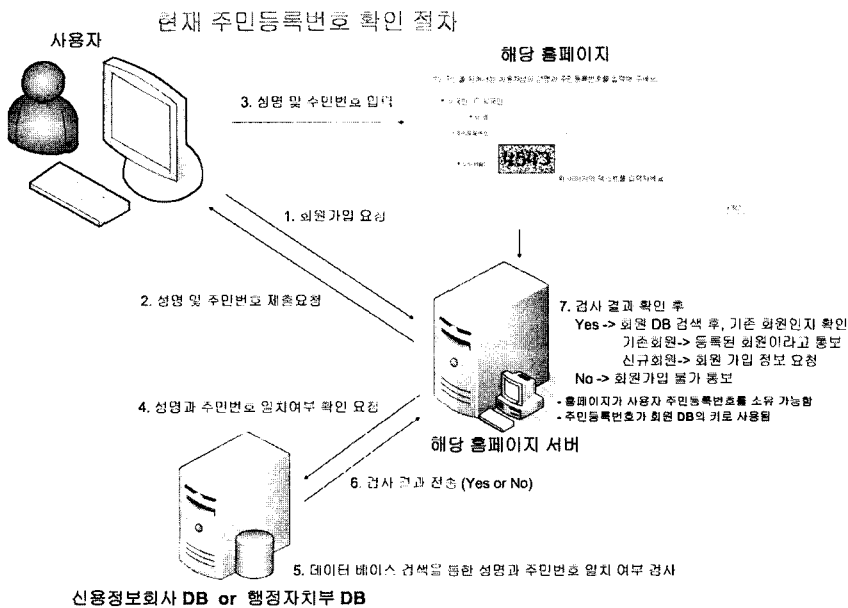 현재 주민등록번호 확인 절차
사용자
해당 홈페이지
3. 성명 및 주민번호 입력
4543
1. 회원가입 요청
2. 성명 및 주민번호 제출요청
7. 검사 결과 확인 후
Yes -> 회원 DB 검색 후, 기존 회원인지 확인
기존회원-> 등록된 회원이라고 통보
신규회원-> 회원 가입 정보 요청
No -> 회원가입 불가 통보
- 홈페이지가 사용자 주민등록번호를 소유 가능함
- 주민등록번호가 회원 DB의 키로 사용됨
4. 성명과 주민번호 일치여부 확인 요청
해당 홈페이지 서버
6. 검사 결과 전송 (Yes or No)
5. 데이터 베이스 검색을 통한 성명과 주민번호 일치 여부 검사
신용정보회사 DB or 행정자치부 DB